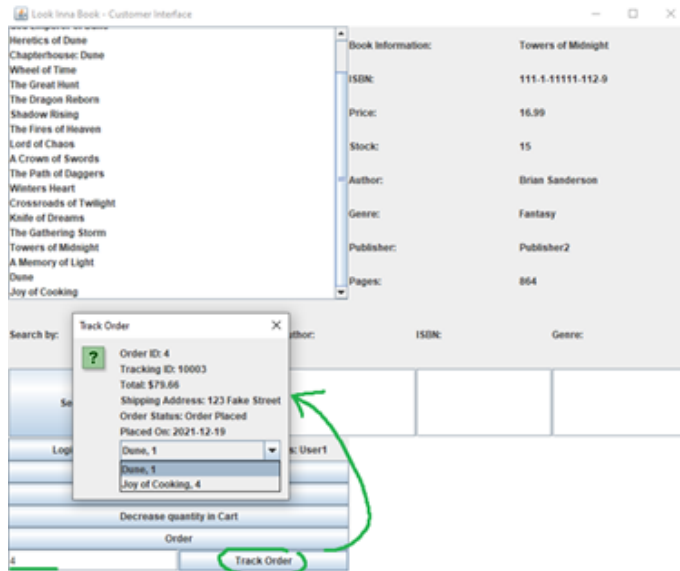 Look Inna Book - Customer Interface
Heretics of Dune
Chapterhouse: Dune
Wheel of Time
The Great Hunt
The Dragon Reborn
Shadow Rising
The Fires of Heaven
Lord of Chaos
A Crown of Swords
The Path of Daggers
Winters Heart
Crossroads of Twilight
Knife of Dreams
The Gathering Storm
Towers of Midnight
A Memory of Light
Dune
Joy of Cooking
Book Information: Towers of Midnight
ISBN: 111-1-11111-112-9
Price: 16.99
Stock: 15
Author: Brian Sanderson
Genre: Fantasy
Publisher: Publisher2
Pages: 864
Search by: ISBN: Genre:
Track Order
Order ID: 4
Tracking ID: 10003
Total: $79.66
Shipping Address: 123 Fake Street
Order Status: Order Placed
Placed On: 2021-12-19
Dune, 1
Dune, 1
Joy of Cooking, 4
: User1
Decrease quantity in Cart
Order
4 Track Order